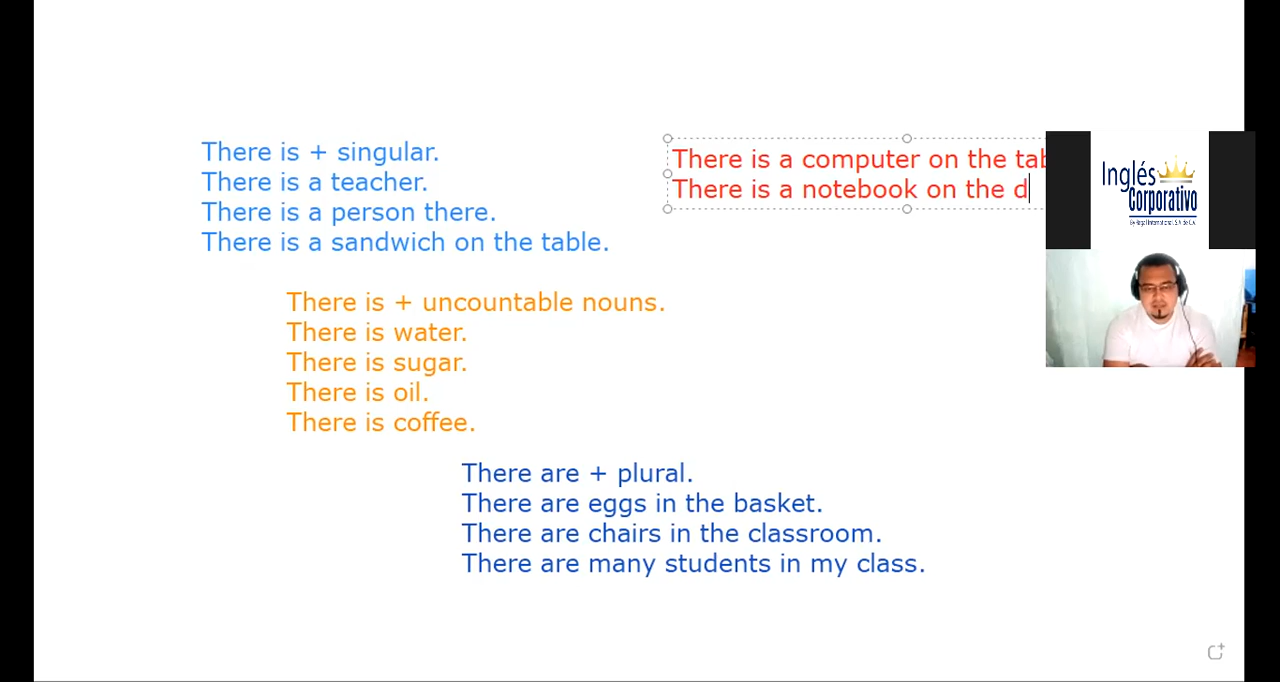 There is + singular.
There is a teacher.
There is a person there.
There is a sandwich on the table.
There is a computer on the
There is a notebook on the d
Inglés
Corporativo
There is + uncountable nouns.
There is water.
There is sugar.
There is oil.
There is coffee.
There are + plural.
There are eggs in the basket.
There are chairs in the classroom.
There are many students in my class.